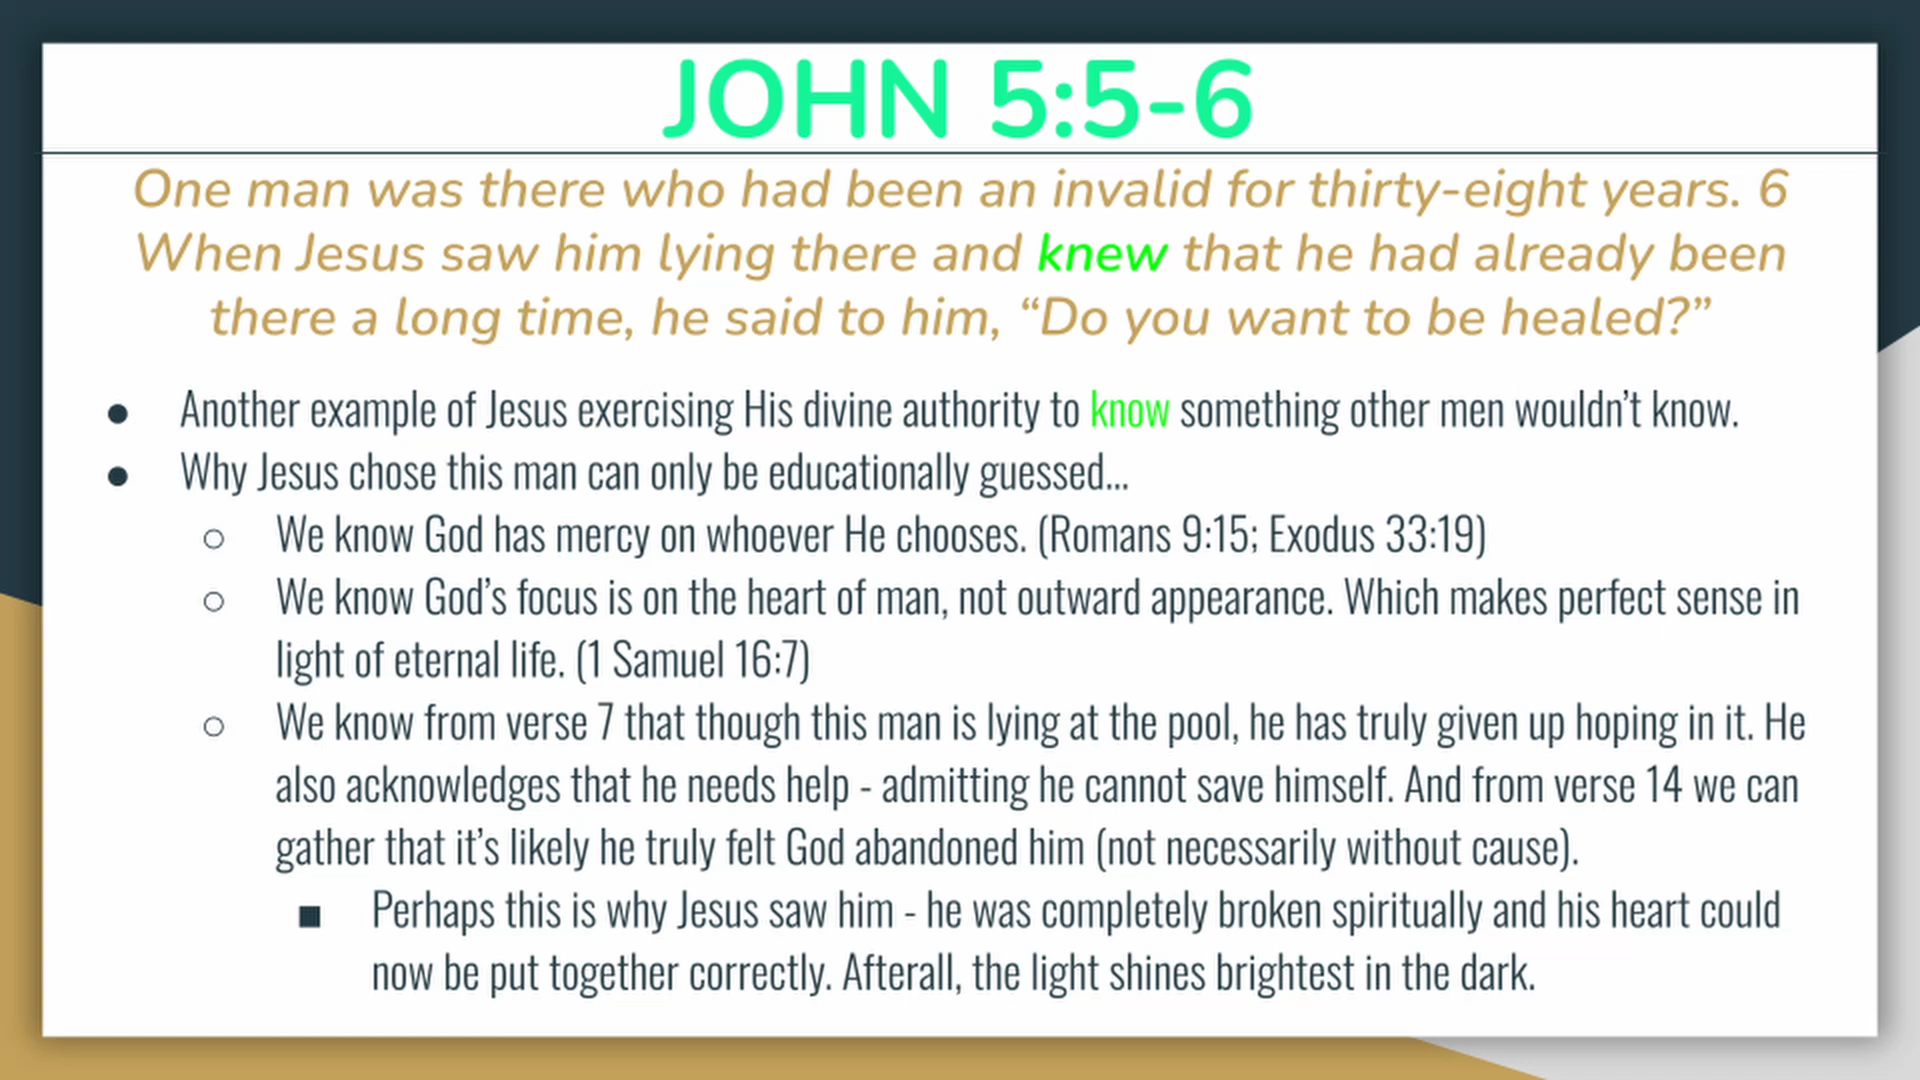 JOHN 5:5-6
One man was there who had been an invalid for thirty-eight years. 6
When Jesus saw him lying there and knew that he had already been
there a long time, he said to him, “Do you want to be healed?”
● Another example of Jesus exercising His divine authority to know something other men wouldn’t know.
● Why Jesus chose this man can only be educationally guessed...
○ We know God has mercy on whoever He chooses. (Romans 9:15; Exodus 33:19)
○ We know God’s focus is on the heart of man, not outward appearance. Which makes perfect sense in
light of eternal life. (1 Samuel 16:7)
○ We know from verse 7 that though this man is lying at the pool, he has truly given up hoping in it. He
also acknowledges that he needs help - admitting he cannot save himself. And from verse 14 we can
gather that it’s likely he truly felt God abandoned him (not necessarily without cause).
■ Perhaps this is why Jesus saw him - he was completely broken spiritually and his heart could
now be put together correctly. Afterall, the light shines brightest in the dark.